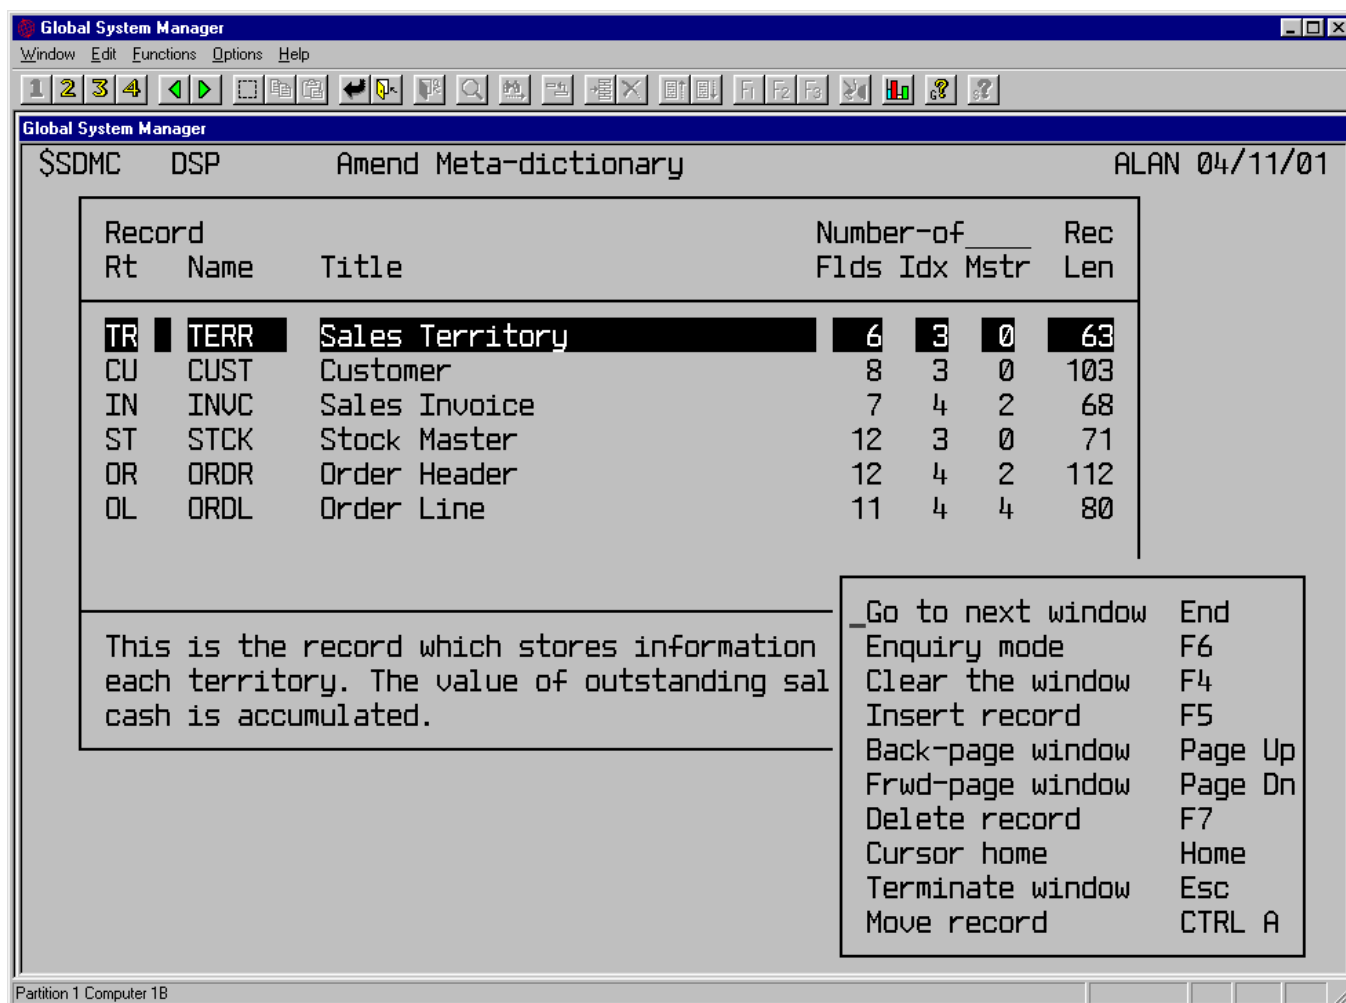 Global System Manager
Window Edit Functions Options Help
1 2 3 4 F1 F2 F3 G? S?
Global System Manager
$SDMC DSP Amend Meta-dictionary ALAN 04/11/01
Record Number-of____ Rec
Rt Name Title Flds Idx Mstr Len
TR TERR Sales Territory 6 3 0 63
CU CUST Customer 8 3 0 103
IN INVC Sales Invoice 7 4 2 68
ST STCK Stock Master 12 3 0 71
OR ORDR Order Header 12 4 2 112
OL ORDL Order Line 11 4 4 80
This is the record which stores information
each territory. The value of outstanding sal
cash is accumulated.
_Go to next window End
Enquiry mode F6
Clear the window F4
Insert record F5
Back-page window Page Up
Frwd-page window Page Dn
Delete record F7
Cursor home Home
Terminate window Esc
Move record CTRL A
Partition 1 Computer 1B